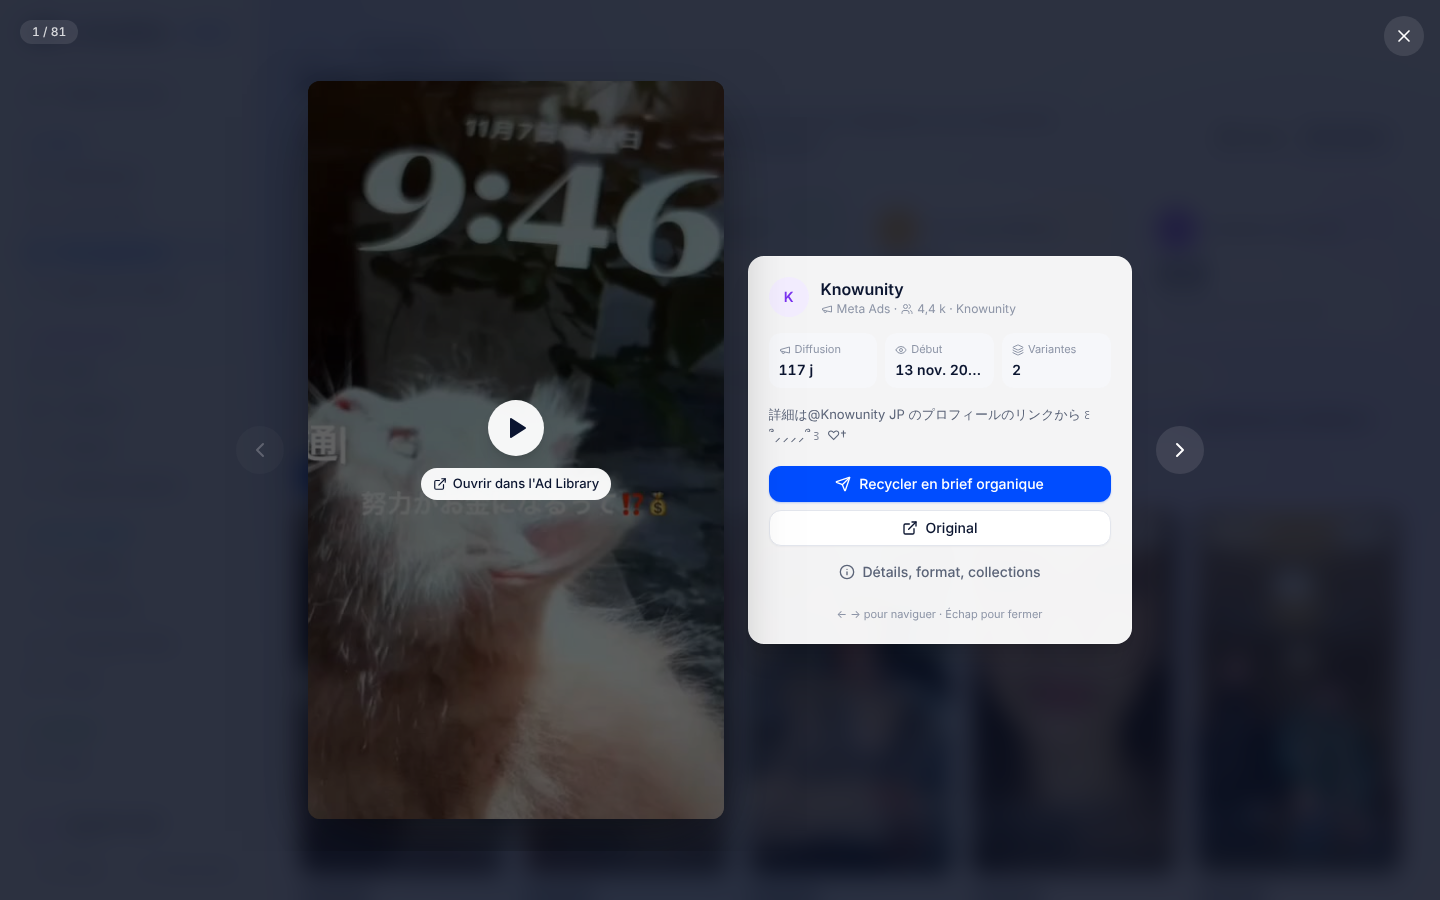 1 / 81
11月7日
9:46
通
努力がお金になるって⁉️💰
Ouvrir dans l'Ad Library
K
Knowunity
Meta Ads · 4,4 k · Knowunity
Diffusion
117 j
Début
13 nov. 20...
Variantes
2
詳細は@Knowunity JP のプロフィールのリンクから ꒰
՞⸝⸝⸝⸝՞ ꒱ ♡✝
Recycler en brief organique
Original
Détails, format, collections
← → pour naviguer · Échap pour fermer